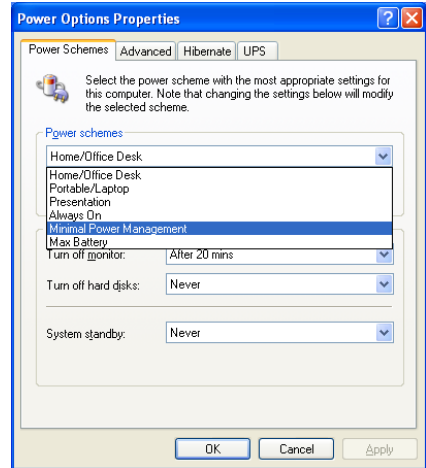 Power Options Properties
Power Schemes Advanced Hibernate UPS
Select the power scheme with the most appropriate settings for
this computer. Note that changing the settings below will modify
the selected scheme.
Power schemes
Home/Office Desk
Home/Office Desk
Portable/Laptop
Presentation
Always On
Minimal Power Management
Max Battery
Turn off monitor: After 20 mins
Turn off hard disks: Never
System standby: Never
OK Cancel Apply